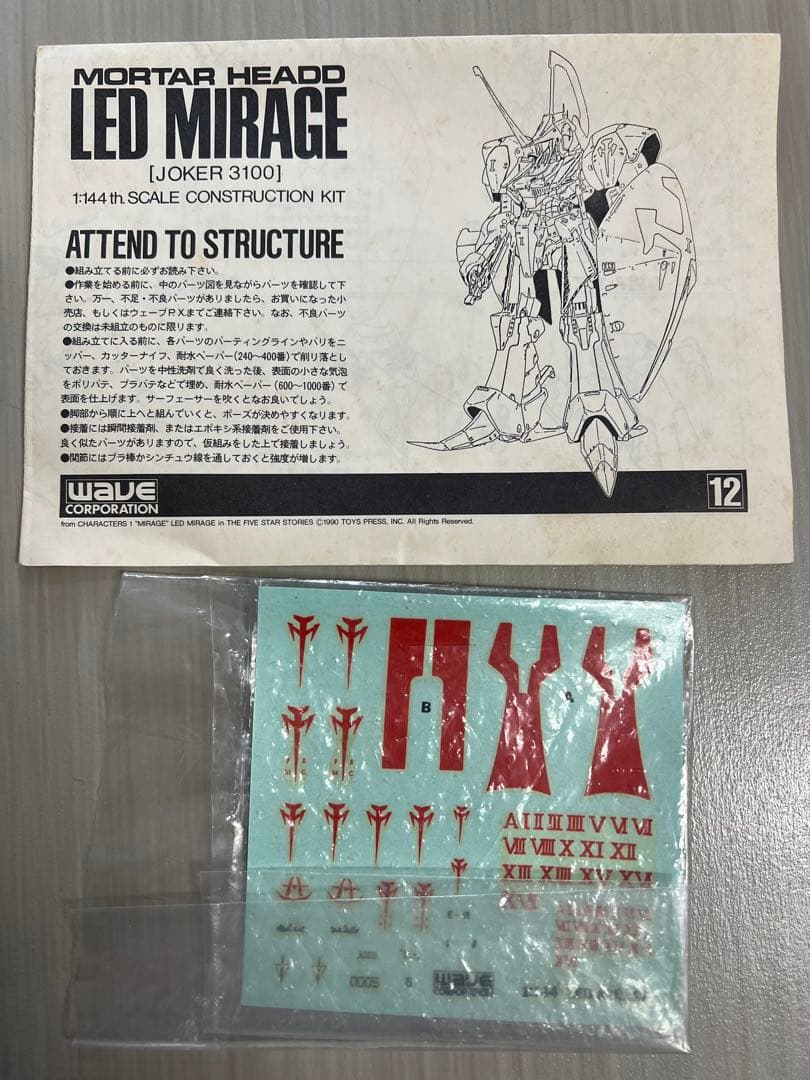 MORTAR HEADD
LED MIRAGE
[JOKER 3100]
1:144th. SCALE CONSTRUCTION KIT
ATTEND TO STRUCTURE
●組み立てる前に必ずお読み下さい。
●作業を始める前に、中のパーツ図を見ながらパーツを確認して下
さい。万一、不足・不良パーツがありましたら、お買いになった小
売店、もしくはウェーブP.X.までご連絡下さい。なお、不良パーツ
の交換は未組立のものに限ります。
●組み立てに入る前に、各パーツのパーティングラインやバリをニ
ッパー、カッターナイフ、耐水ペーパー(240〜400番)で削り落とし
ておきます。パーツを中性洗剤で良く洗った後、表面の小さな気泡
をポリパテ、プラパテなどで埋め、耐水ペーパー(600〜1000番)で
表面を仕上げます。サーフェーサーを吹くとなお良いでしょう。
●脚部から順に上へと組んでいくと、ポーズが決めやすくなります。
●接着には瞬間接着剤、またはエポキシ系接着剤をご使用下さい。
良く似たパーツがありますので、仮組みをした上で接着しましょう。
●関節にはプラ棒かシンチュウ線を通しておくと強度が増します。
WAVE
CORPORATION
12
from CHARACTERS 1 "MIRAGE" LED MIRAGE in THE FIVE STAR STORIES ©1990 TOYS PRESS, INC. All Rights Reserved.
B
A
F E
M C
F E
M C
VII VIII X XI XII
WAVE
CORPORATION
1:144